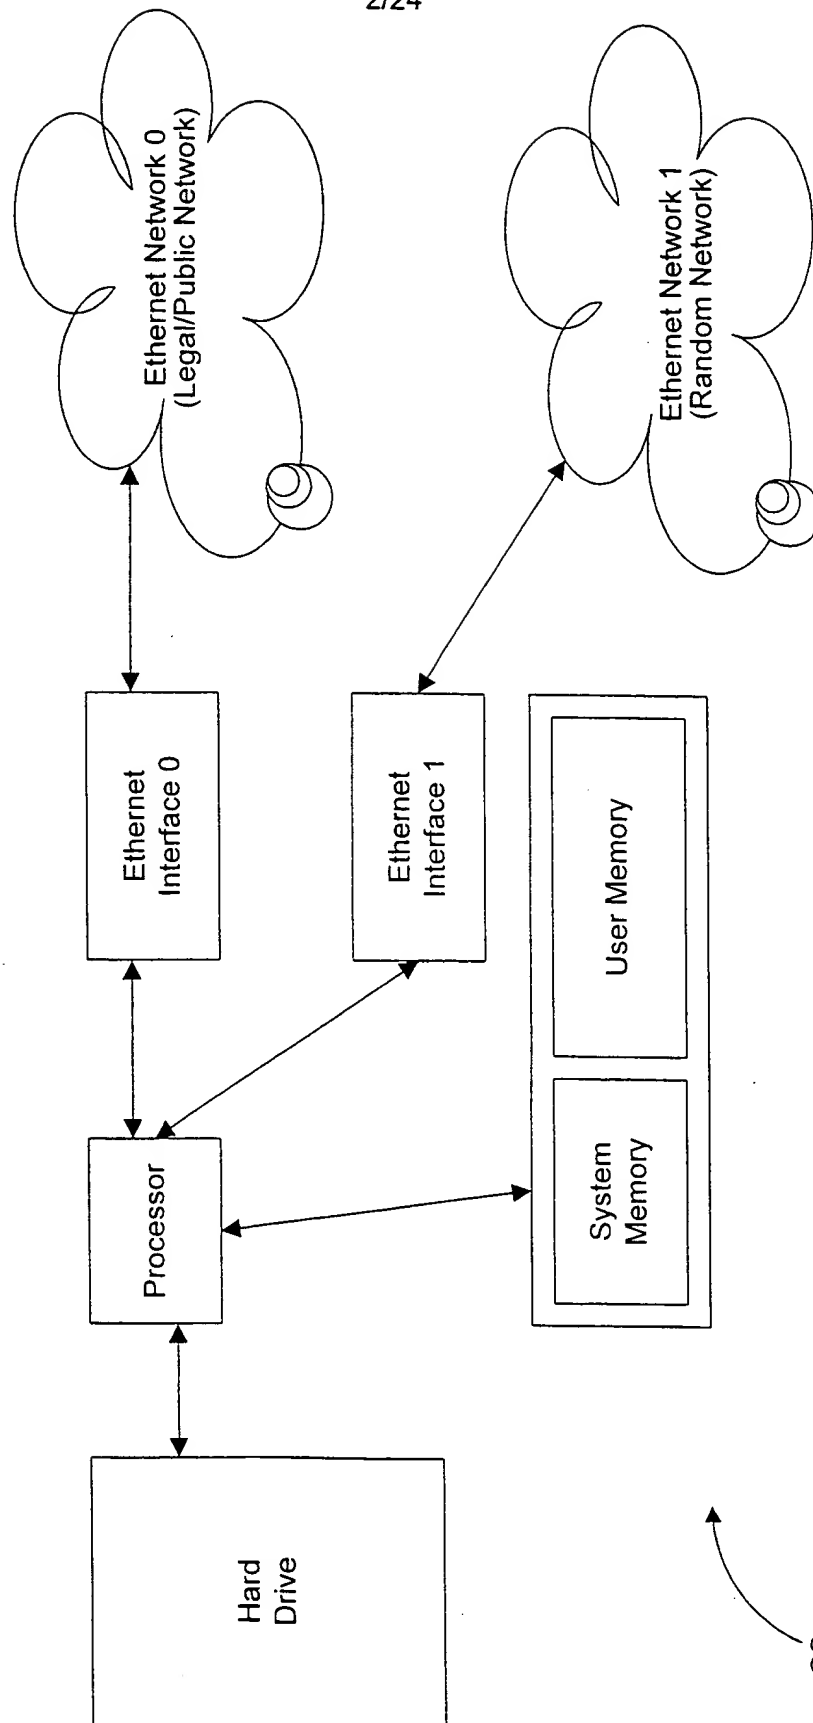 2/24
Ethernet Network 0
(Legal/Public Network)
Ethernet Network 1
(Random Network)
Ethernet
Interface 0
Ethernet
Interface 1
User Memory
System
Memory
Processor
Hard
Drive